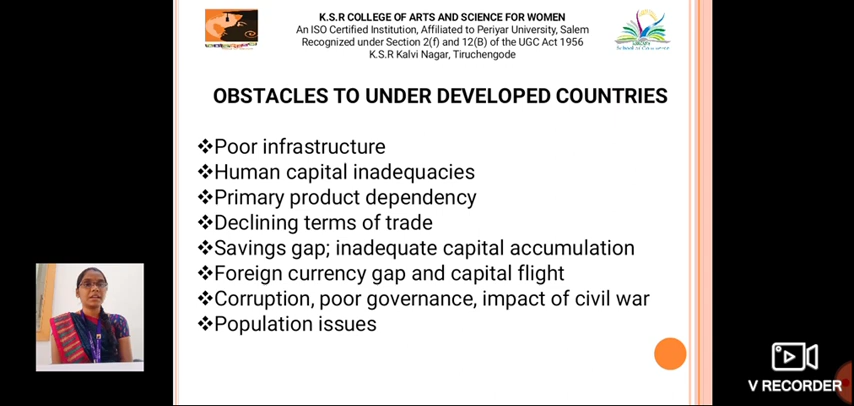 K.S.R COLLEGE OF ARTS AND SCIENCE FOR WOMEN
An ISO Certified Institution, Affiliated to Periyar University, Salem
Recognized under Section 2(f) and 12(B) of the UGC Act 1956
K.S.R Kalvi Nagar, Tiruchengode
OBSTACLES TO UNDER DEVELOPED COUNTRIES
❖Poor infrastructure
❖Human capital inadequacies
❖Primary product dependency
❖Declining terms of trade
❖Savings gap; inadequate capital accumulation
❖Foreign currency gap and capital flight
❖Corruption, poor governance, impact of civil war
❖Population issues
V RECORDER